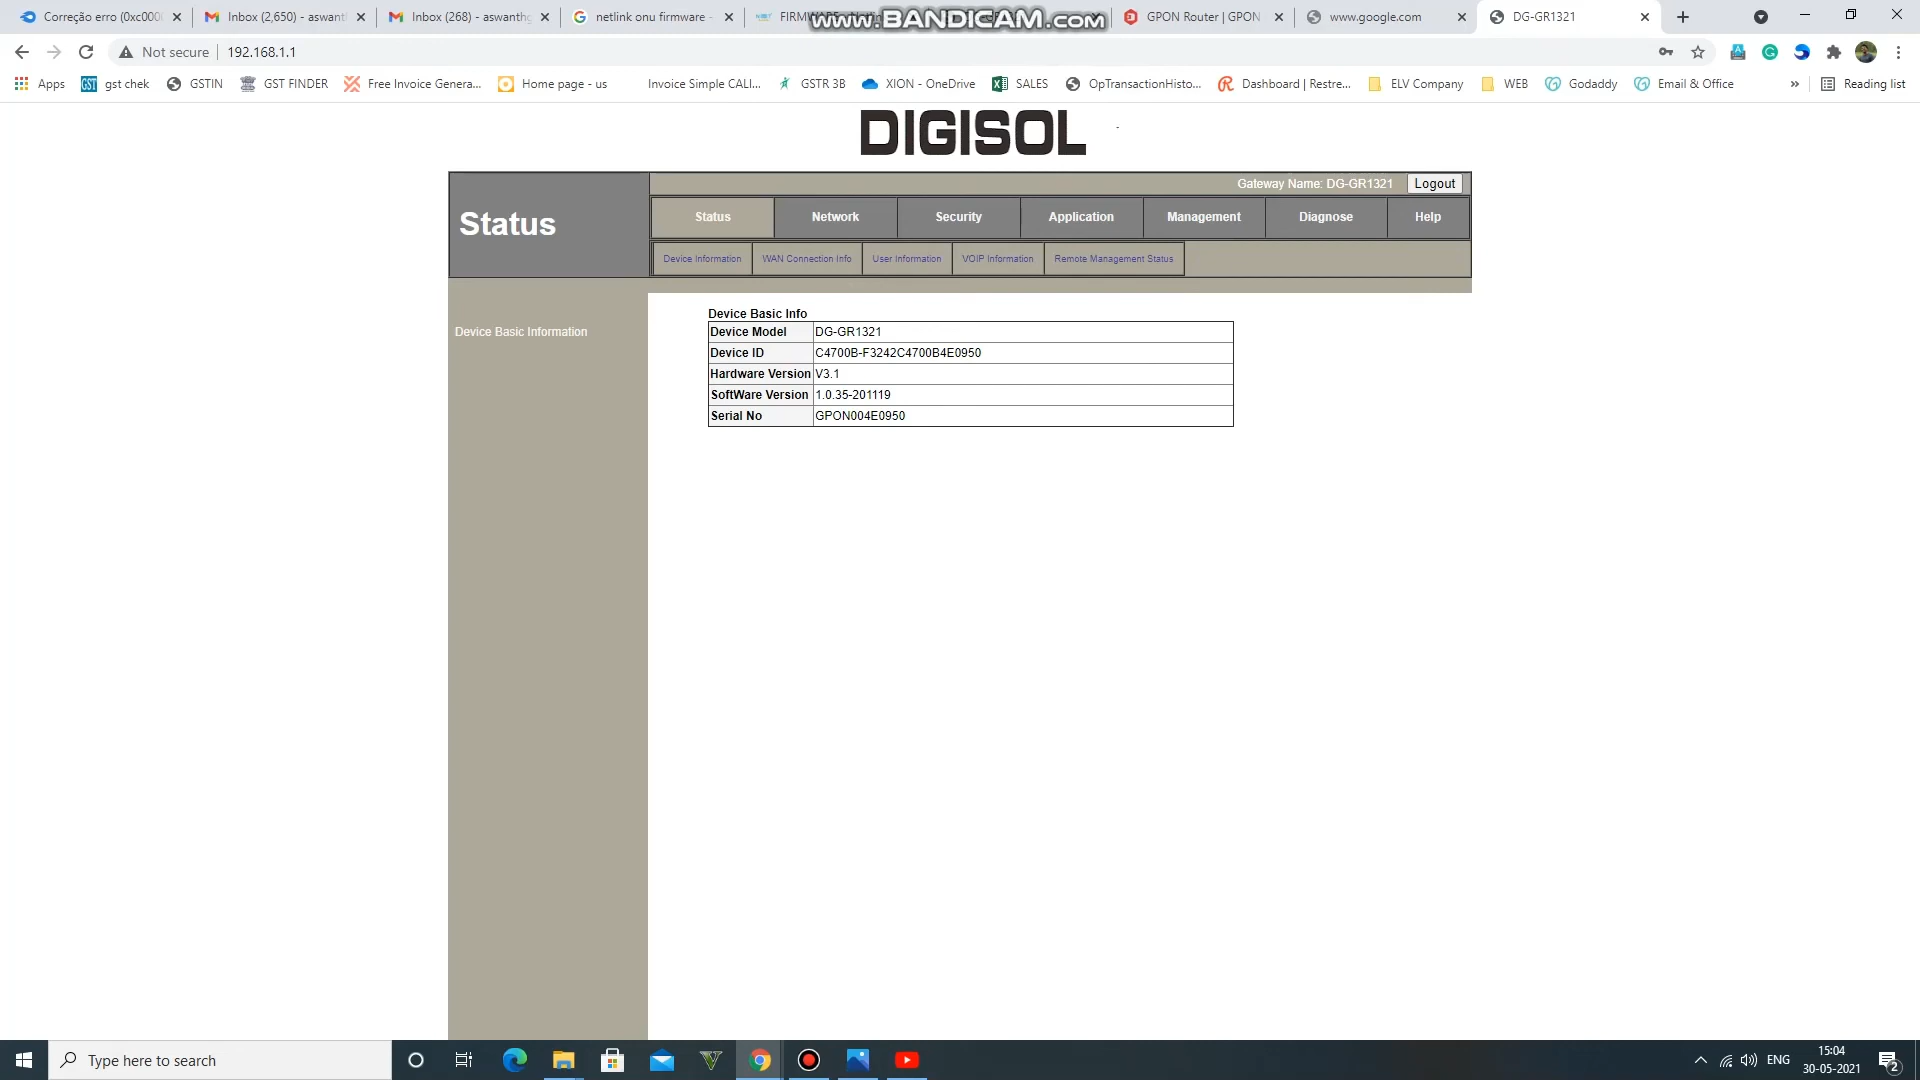 Correção erro (0xc000
Inbox (2,650) - aswant
Inbox (268) - aswanthg
netlink onu firmware -
www.BANDICAM.com
GPON Router | GPON
www.google.com
DG-GR1321
Not secure
192.168.1.1
Apps
gst chek
GSTIN
GST FINDER
Free Invoice Genera...
Home page - us
Invoice Simple CALI...
GSTR 3B
XION - OneDrive
SALES
OpTransactionHisto...
Dashboard | Restre...
ELV Company
WEB
Godaddy
Email & Office
»
Reading list
DIGISOL
Gateway Name: DG-GR1321
Logout
Status
Status
Network
Security
Application
Management
Diagnose
Help
Device Information
WAN Connection Info
User Information
VOIP Information
Remote Management Status
Device Basic Information
Device Basic Info
Device Model DG-GR1321
Device ID C4700B-F3242C4700B4E0950
Hardware Version V3.1
SoftWare Version 1.0.35-201119
Serial No GPON004E0950
Type here to search
ENG
15:04
30-05-2021
2